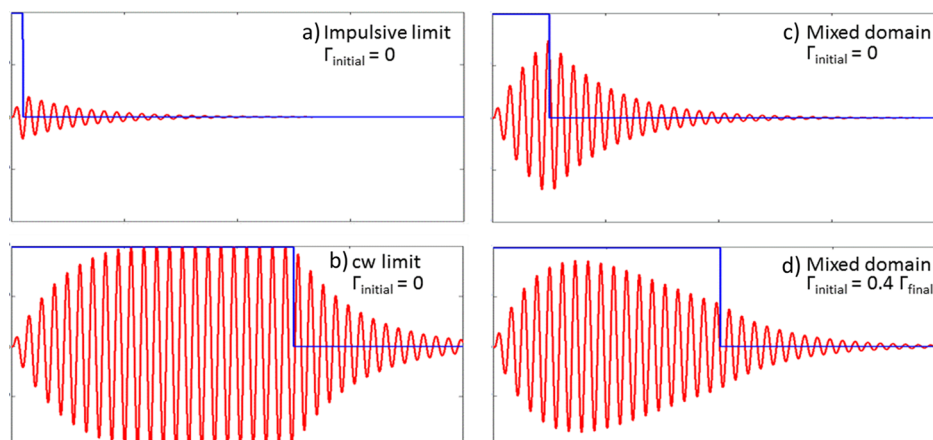 a) Impulsive limit
Γinitial = 0
c) Mixed domain
Γinitial = 0
b) cw limit
Γinitial = 0
d) Mixed domain
Γinitial = 0.4 Γfinal